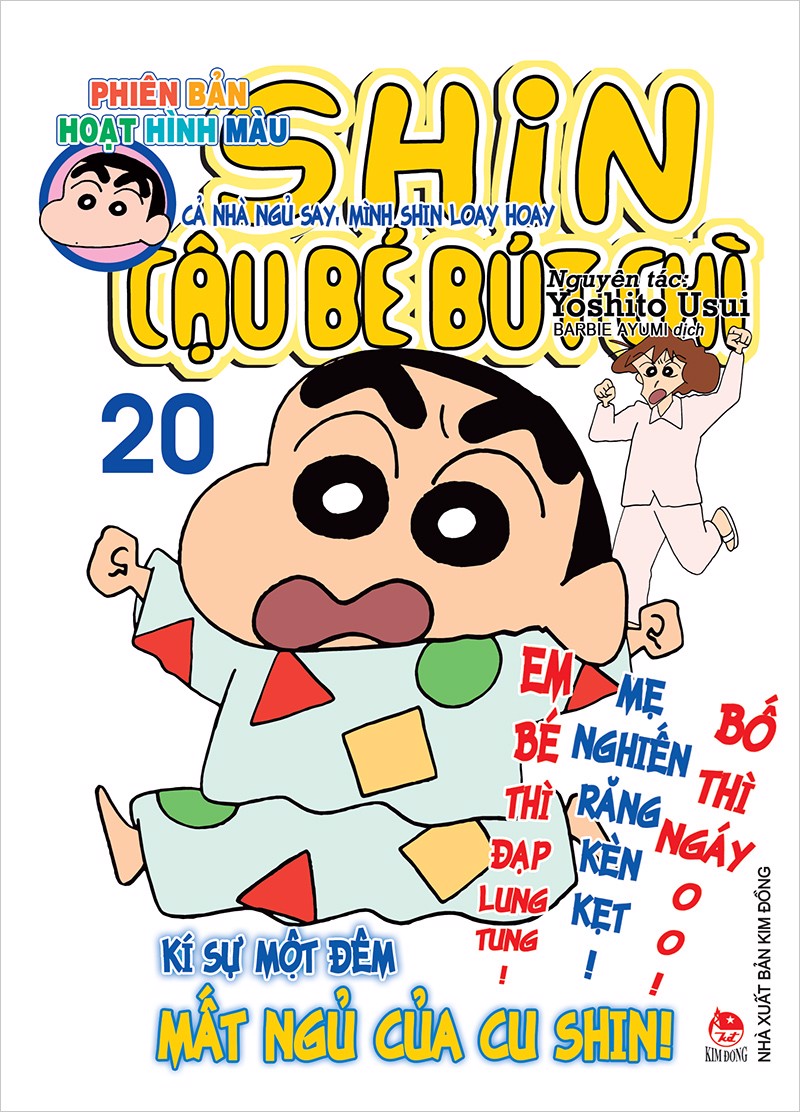 PHIÊN BẢN
HOẠT HÌNH MÀU
SHiN
CẢ NHÀ NGỦ SAY, MÌNH SHIN LOAY HOAY
CẬU BÉ BÚT CHÌ
Nguyên tác:
Yoshito Usui
BARBIE AYUMI dịch
20
EM
BÉ
THÌ
ĐẠP
LUNG
TUNG
!
MẸ
NGHIẾN
RĂNG
KÈN
KẸT
!
BỐ
THÌ
NGÁY
O
O
!
KÍ SỰ MỘT ĐÊM
MẤT NGỦ CỦA CU SHIN!
KIM ĐỒNG
NHÀ XUẤT BẢN KIM ĐỒNG